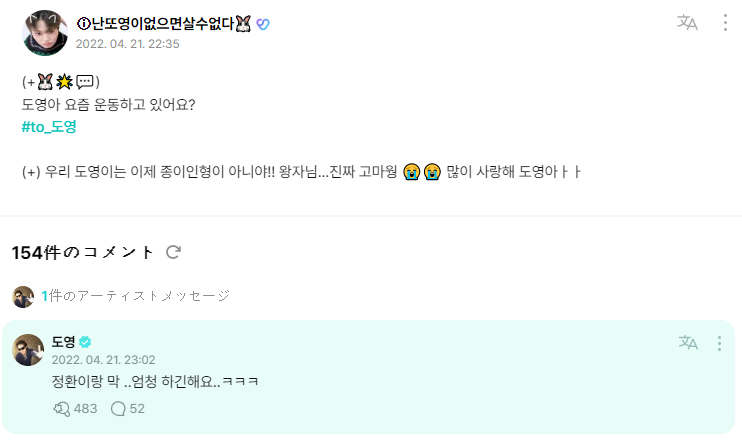 ①난또영이없으면살수없다🐰
2022. 04. 21. 22:35
(+🐰🌟💬)
도영아 요즘 운동하고 있어요?
#to_도영
(+) 우리 도영이는 이제 종이인형이 아니야!! 왕자님...진짜 고마웡 😭😭 많이 사랑해 도영아ㅏㅏ
154件のコメント
1件のアーティストメッセージ
도영
2022. 04. 21. 23:02
정환이랑 막 ..엄청 하긴해요..ㅋㅋㅋ
483 52